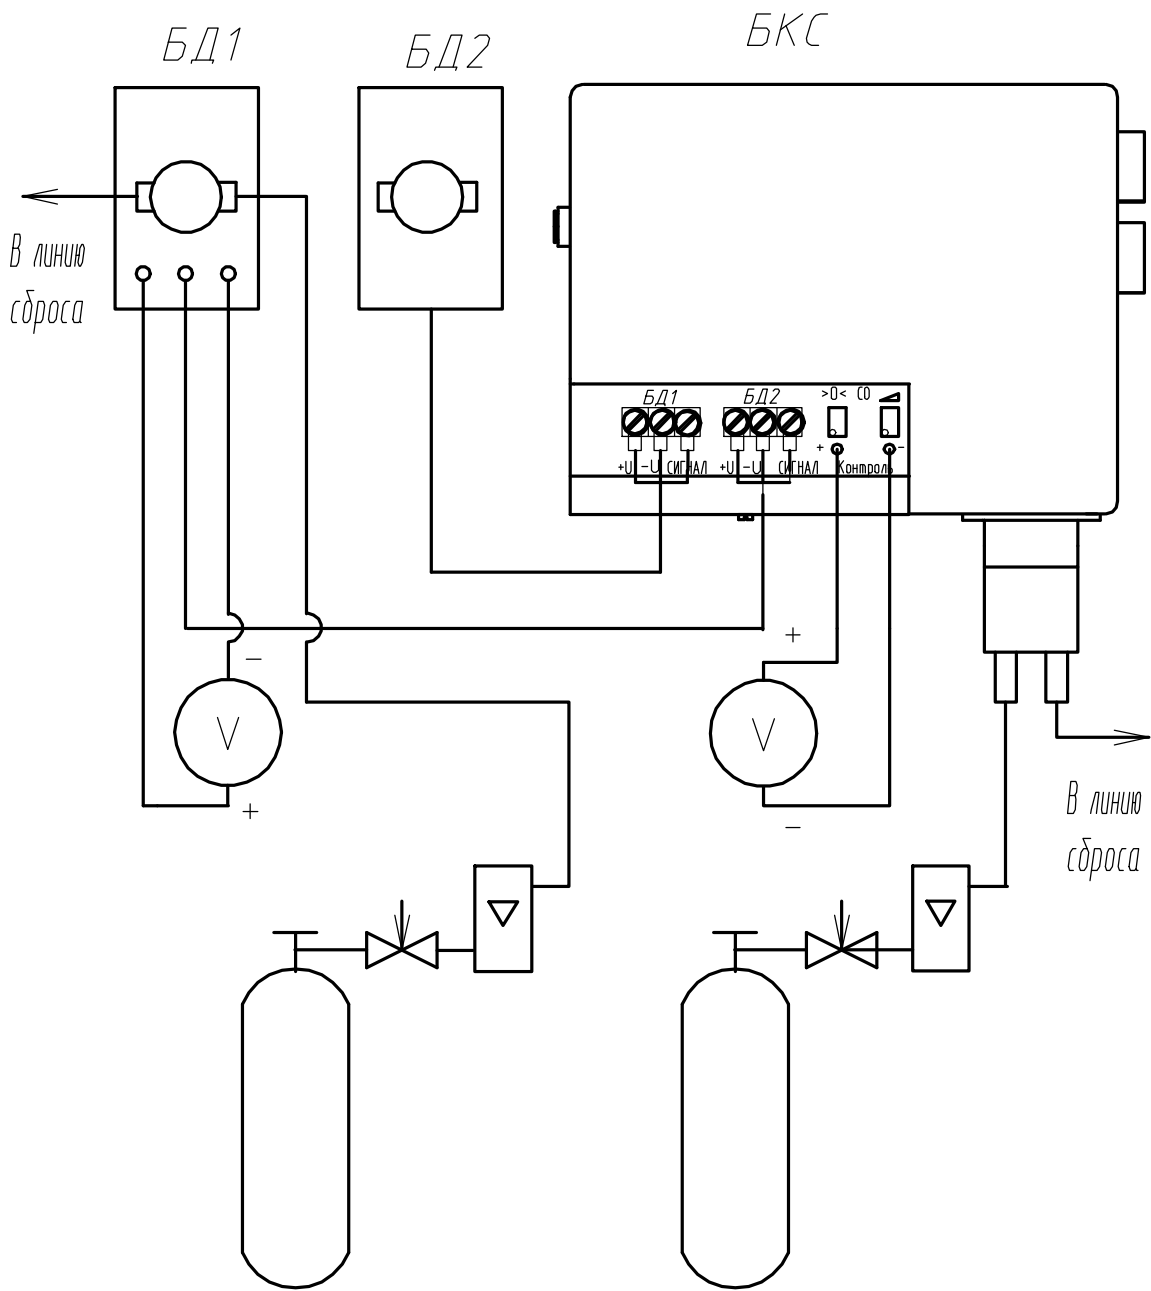 БД1
БД2
БКС
В линию
сброса
БД1
БД2
>0< СО
+U -U СИГНАЛ
+U -U СИГНАЛ
+ Контроль -
+
-
V
V
+
-
В линию
сброса